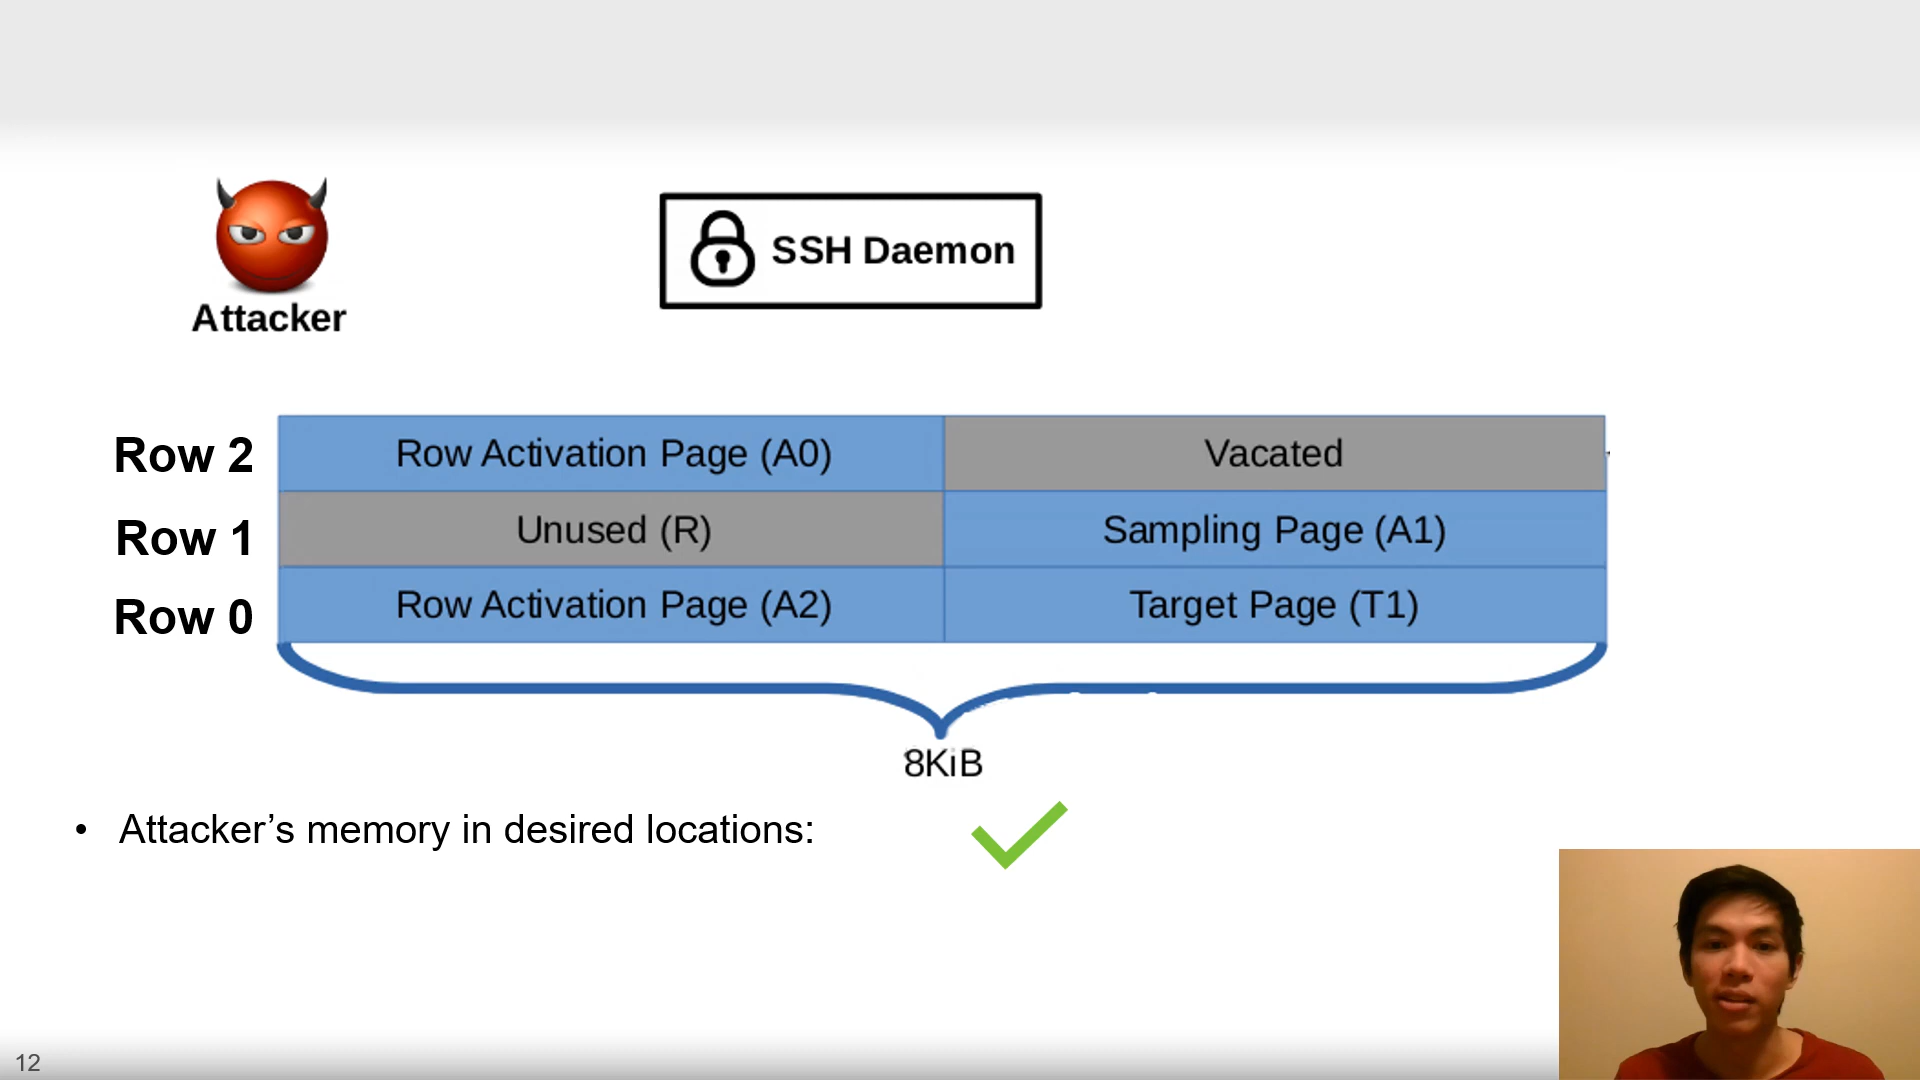 SSH Daemon
Attacker
Row 2
Row Activation Page (A0)
Vacated
Row 1
Unused (R)
Sampling Page (A1)
Row 0
Row Activation Page (A2)
Target Page (T1)
8KiB
• Attacker’s memory in desired locations:
12